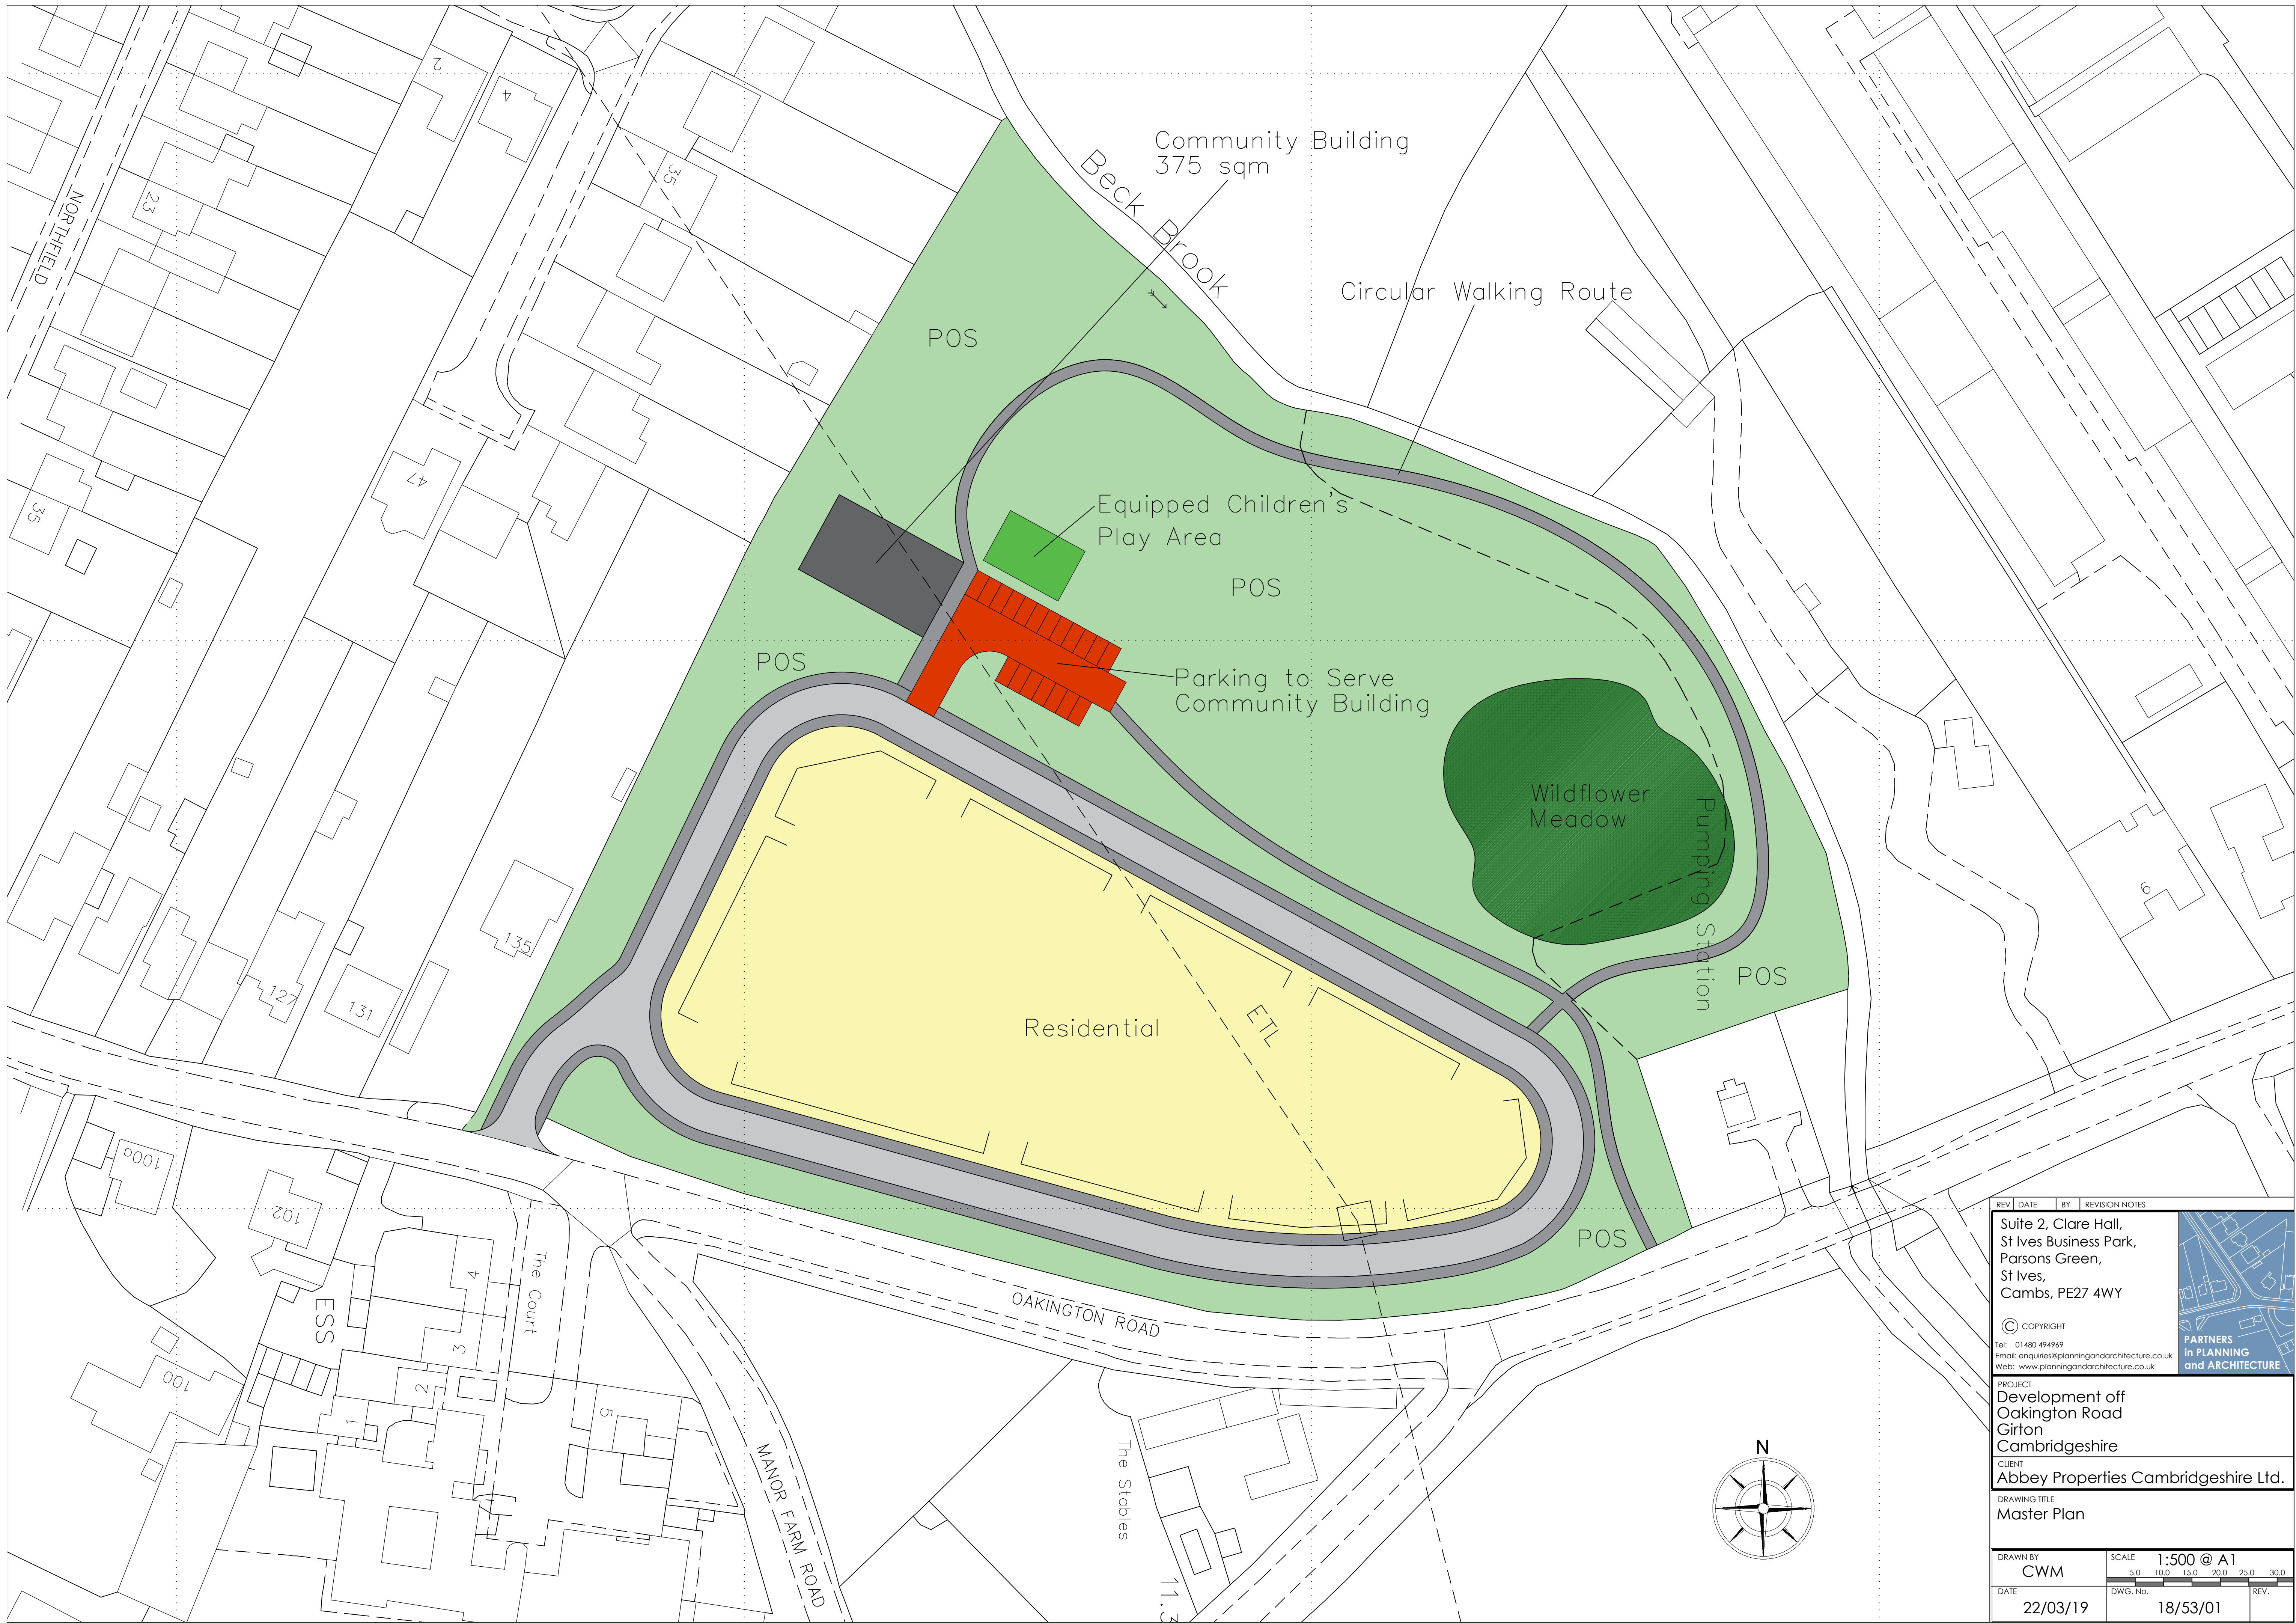 2
4
NORTHFIELD
23
35
35
47
Community Building
375 sqm
Beck Brook
Circular Walking Route
POS
Equipped Children's
Play Area
POS
POS
Parking to Serve
Community Building
Wildflower
Meadow
Pumping Station
POS
9
135
127
131
Residential
ETL
POS
100a
102
The Court
4
3
2
1
5
ESS
100
OAKINGTON ROAD
MANOR FARM ROAD
The Stables
11.3
N
REV DATE BY REVISION NOTES
Suite 2, Clare Hall,
St Ives Business Park,
Parsons Green,
St Ives,
Cambs, PE27 4WY
© COPYRIGHT
Tel: 01480 494969
Email: enquiries@planningandarchitecture.co.uk
Web: www.planningandarchitecture.co.uk
PARTNERS
in PLANNING
and ARCHITECTURE
PROJECT
Development off
Oakington Road
Girton
Cambridgeshire
CLIENT
Abbey Properties Cambridgeshire Ltd.
DRAWING TITLE
Master Plan
DRAWN BY
CWM
SCALE 1:500 @ A1
5.0 10.0 15.0 20.0 25.0 30.0
DATE
22/03/19
DWG. No.
18/53/01
REV.